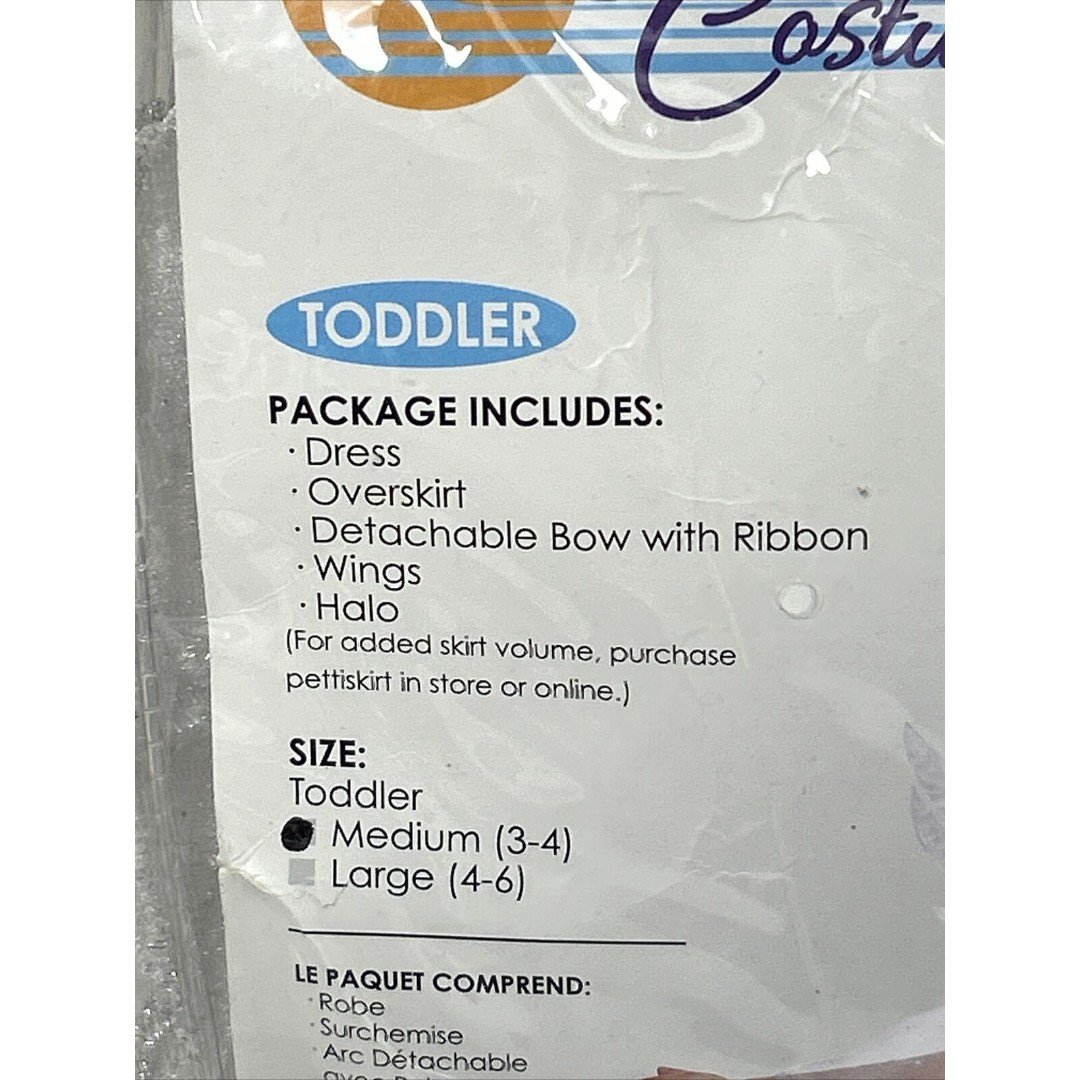 TODDLER
PACKAGE INCLUDES:
· Dress
· Overskirt
· Detachable Bow with Ribbon
· Wings
· Halo
(For added skirt volume, purchase
pettiskirt in store or online.)
SIZE:
Toddler
Medium (3-4)
Large (4-6)
LE PAQUET COMPREND:
· Robe
· Surchemise
· Arc Détachable